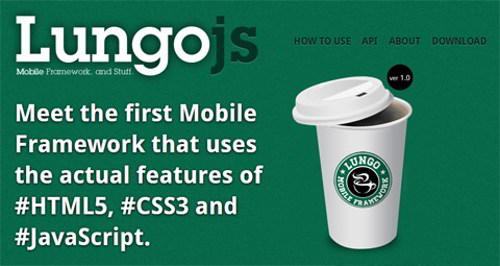 Lungojs
Mobile Framework. and Stuff.
HOW TO USE API ABOUT DOWNLOAD
ver 1.0
Meet the first Mobile
Framework that uses
the actual features of
#HTML5, #CSS3 and
#JavaScript.
LUNGO
MOBILE FRAMEWORK